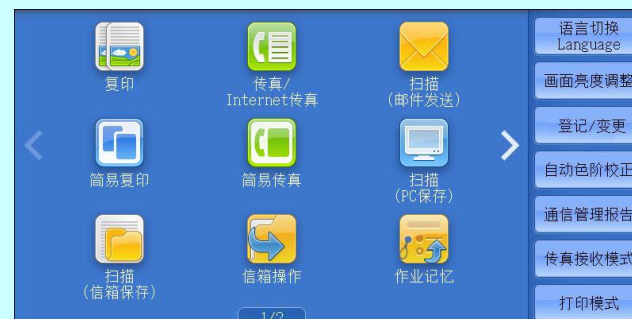 复印
传真/
Internet传真
扫描
(邮件发送)
简易复印
简易传真
扫描
(PC保存)
扫描
(信箱保存)
信箱操作
作业记忆
1/2
语言切换
Language
画面亮度调整
登记/变更
自动色阶校正
通信管理报告
传真接收模式
打印模式